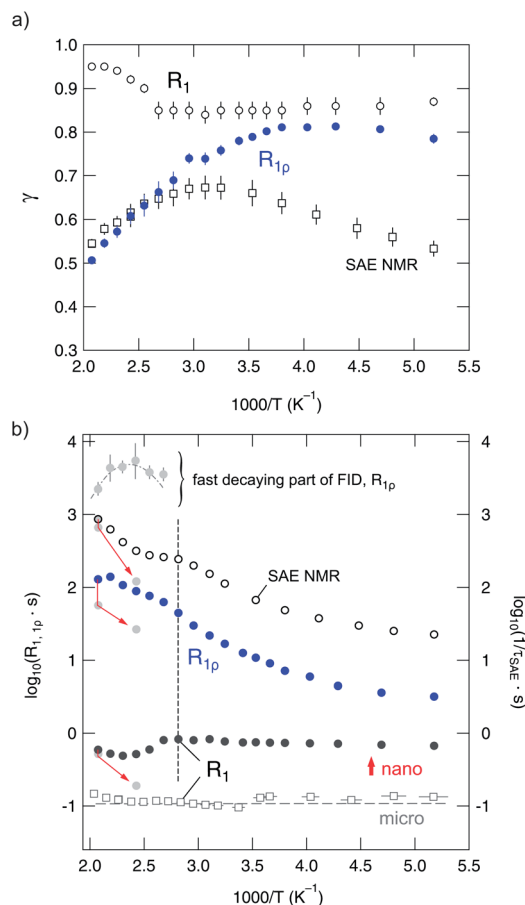 a)
1.0
0.9
0.8
0.7
0.6
0.5
0.4
0.3
γ
R1
R1ρ
SAE NMR
2.0 2.5 3.0 3.5 4.0 4.5 5.0 5.5
1000/T (K⁻¹)
b)
4
3
2
1
0
-1
log₁₀(R₁,₁ρ · s)
fast decaying part of FID, R₁ρ
SAE NMR
R₁ρ
R₁
nano
micro
4
3
2
1
0
-1
log₁₀(1/τSAE · s)
2.0 2.5 3.0 3.5 4.0 4.5 5.0 5.5
1000/T (K⁻¹)